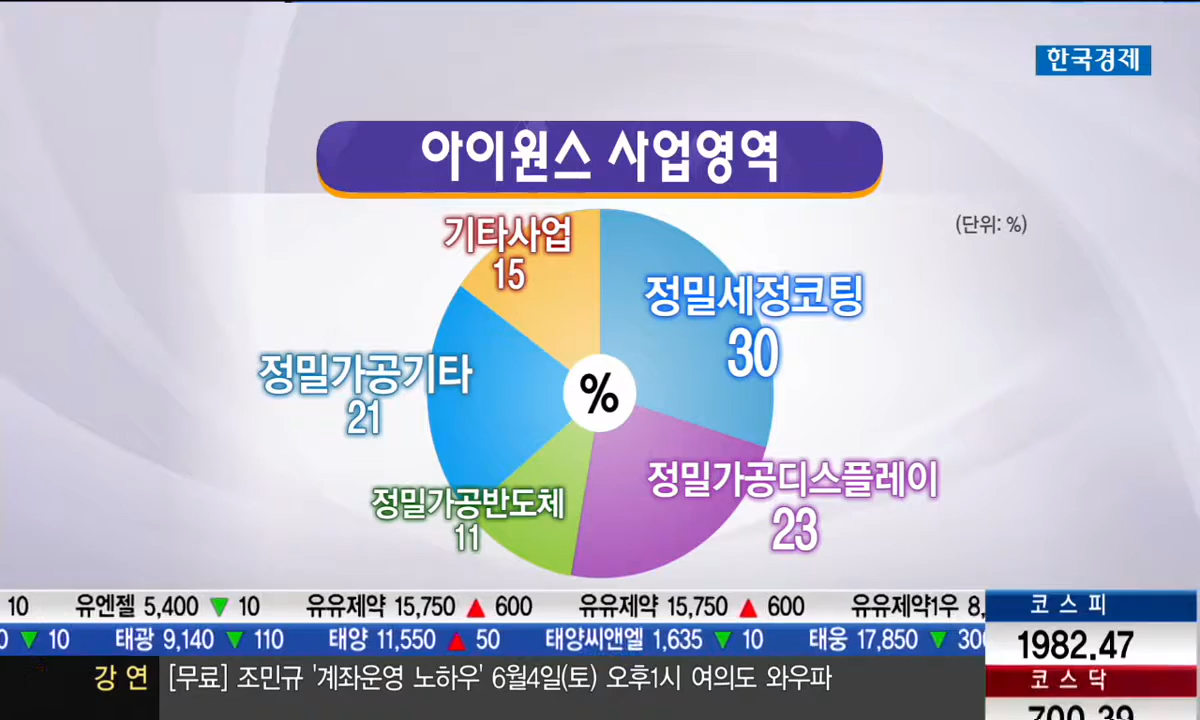 한국경제
아이원스 사업영역
(단위: %)
기타사업
15
정밀세정코팅
30
정밀가공기타
21
%
정밀가공디스플레이
23
정밀가공반도체
11
10 유엔젤 5,400 ▼ 10 유유제약 15,750 ▲ 600 유유제약 15,750 ▲ 600 유유제약1우 8,
0 ▼ 10 태광 9,140 ▼ 110 태양 11,550 ▲ 50 태양씨앤엘 1,635 ▼ 10 태웅 17,850 ▼ 300
강 연 [무료] 조민규 '계좌운영 노하우' 6월4일(토) 오후1시 여의도 와우파
코스피
1982.47
코스닥
700.39